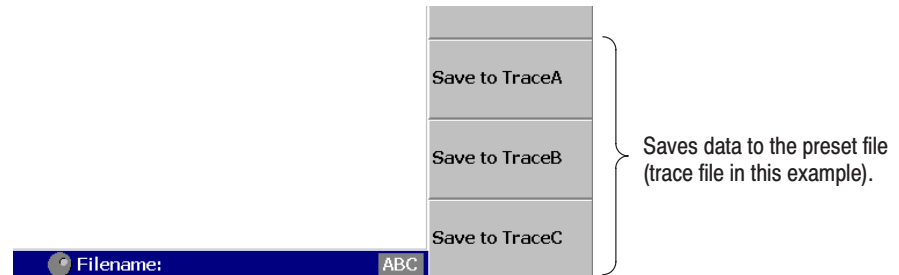 Save to TraceA
Save to TraceB
Save to TraceC
Saves data to the preset file
(trace file in this example).
Filename:
ABC